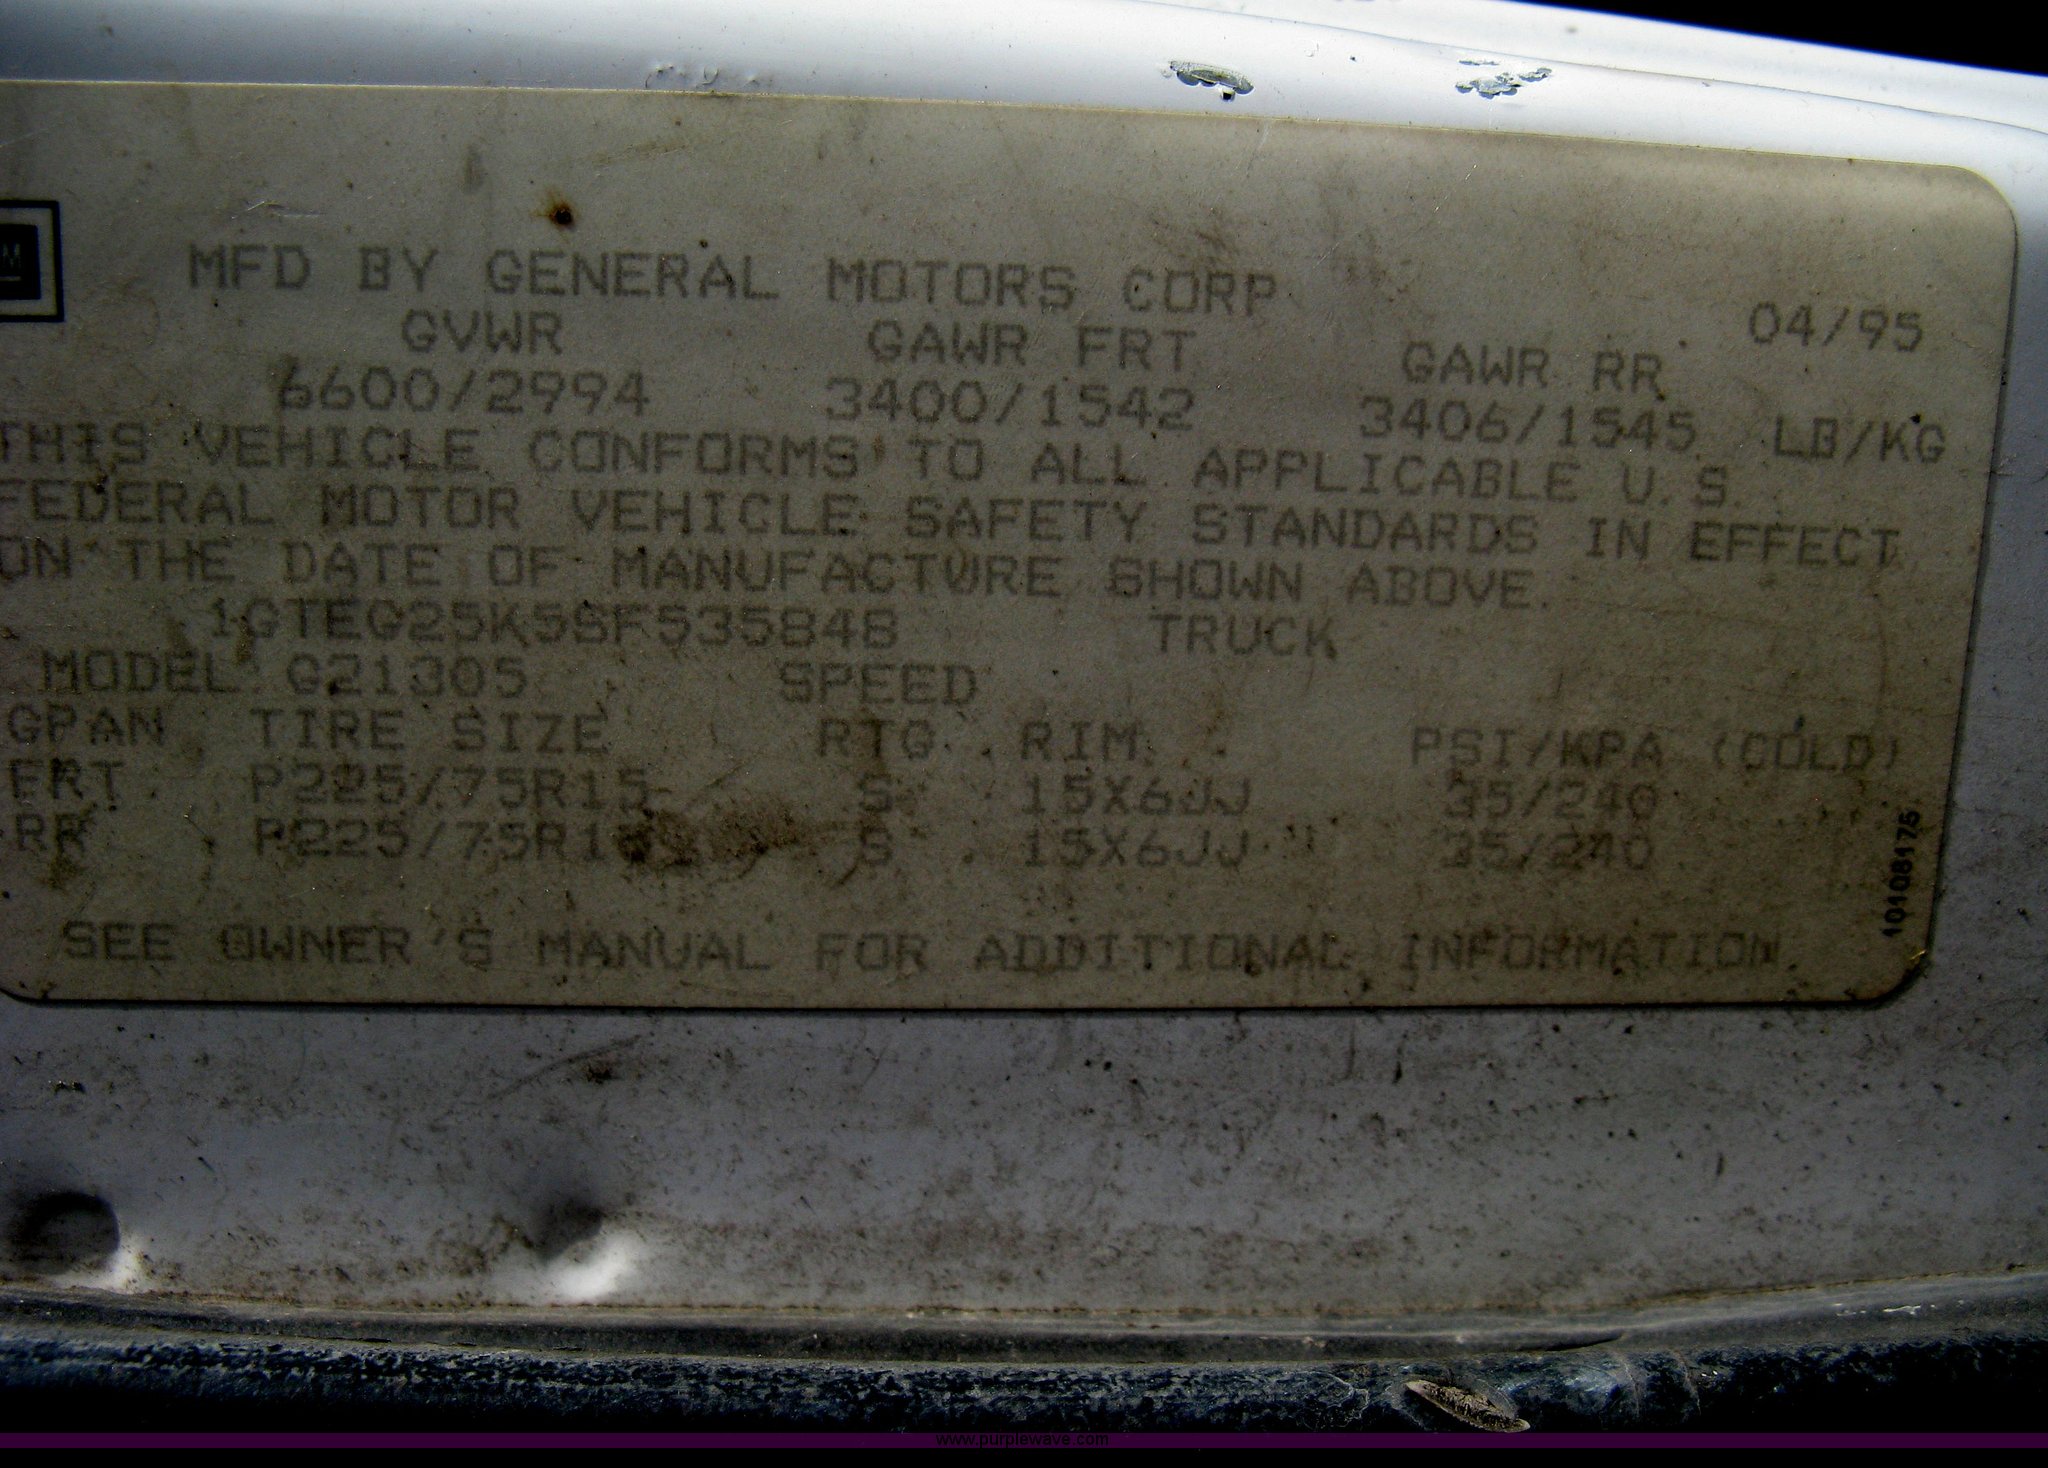 M
MFD BY GENERAL MOTORS CORP
04/95
GVWR GAWR FRT GAWR RR
6600/2994 3400/1542 3406/1545 LB/KG
THIS VEHICLE CONFORMS TO ALL APPLICABLE U.S.
FEDERAL MOTOR VEHICLE SAFETY STANDARDS IN EFFECT
ON THE DATE OF MANUFACTURE SHOWN ABOVE.
1GTEG25K5SF535848 TRUCK
MODEL: G21305 SPEED
GPAN TIRE SIZE RTG RIM PSI/KPA (COLD)
FRT P225/75R15 S 15X6JJ 35/240
RR P225/75R15 S 15X6JJ 35/240
SEE OWNER'S MANUAL FOR ADDITIONAL INFORMATION
10108175
www.purplewave.com